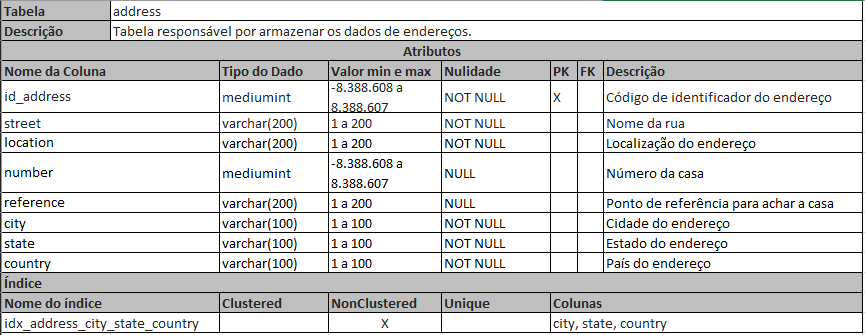 Tabela address
Descrição Tabela responsável por armazenar os dados de endereços.
Atributos
Nome da Coluna Tipo do Dado Valor min e max Nulidade PK FK Descrição
id_address mediumint -8.388.608 a 8.388.607 NOT NULL X Código de identificador do endereço
street varchar(200) 1 a 200 NOT NULL Nome da rua
location varchar(200) 1 a 200 NOT NULL Localização do endereço
number mediumint -8.388.608 a 8.388.607 NULL Número da casa
reference varchar(200) 1 a 200 NULL Ponto de referência para achar a casa
city varchar(100) 1 a 100 NOT NULL Cidade do endereço
state varchar(100) 1 a 100 NOT NULL Estado do endereço
country varchar(100) 1 a 100 NOT NULL País do endereço
Índice
Nome do índice Clustered NonClustered Unique Colunas
idx_address_city_state_country X city, state, country